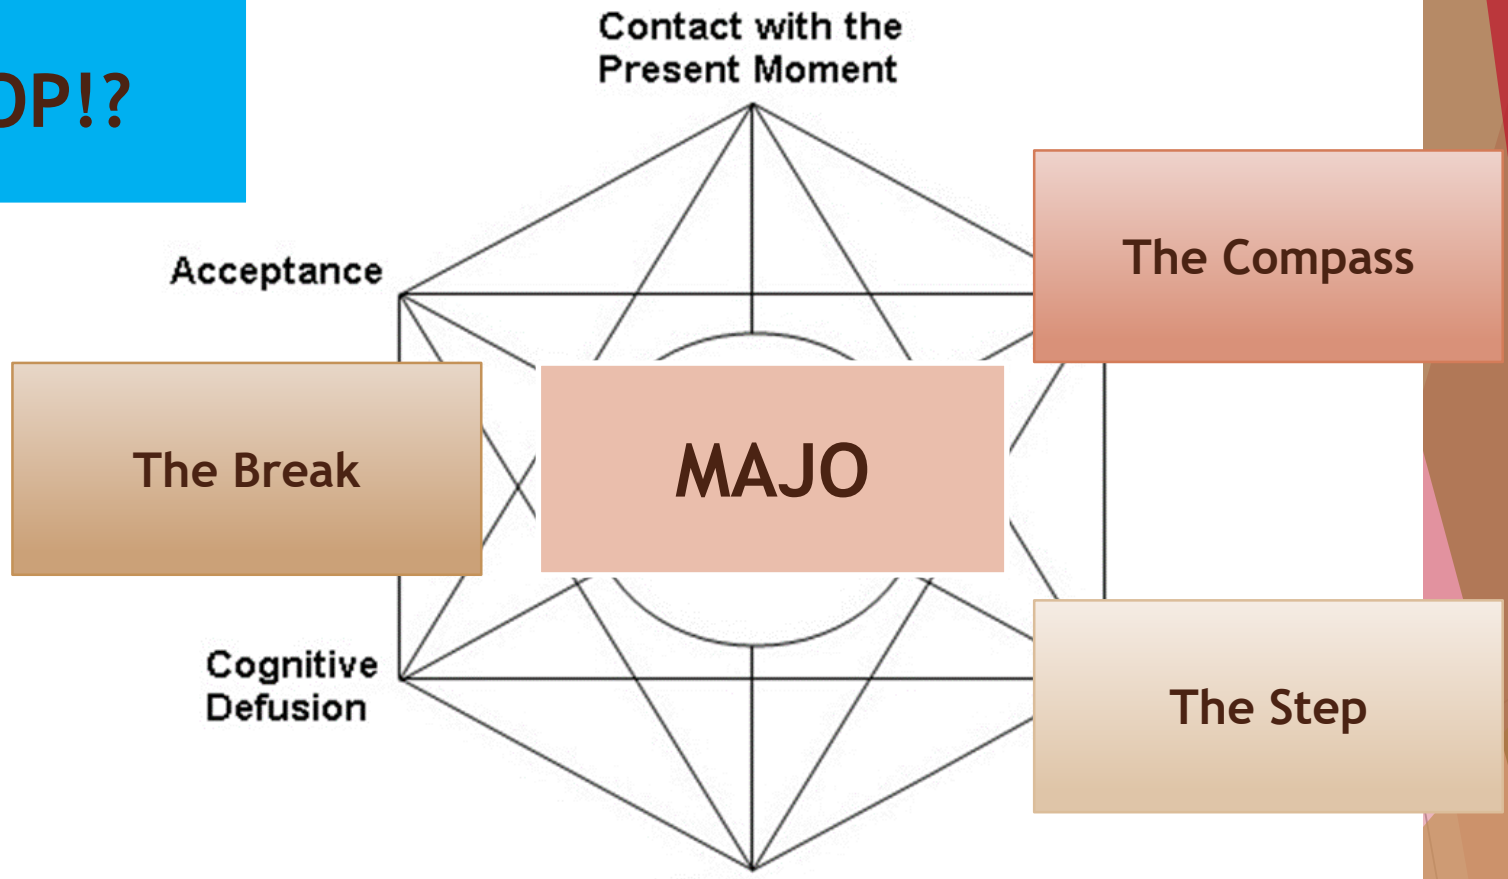 Contact with the
Present Moment
OP!?
The Compass
Acceptance
The Break
MAJO
Cognitive
Defusion
The Step